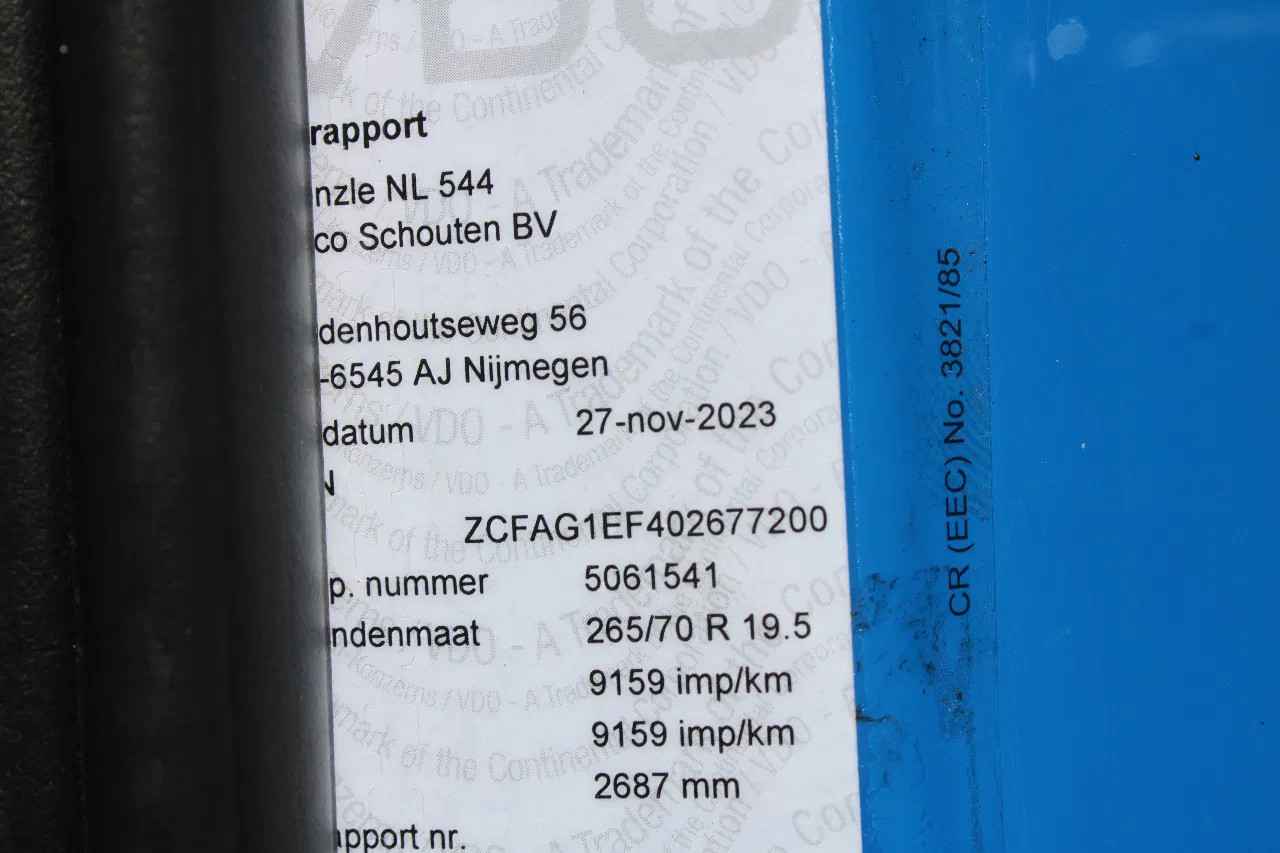 VDO
rapport
nzle NL 544
co Schouten BV
denhoutseweg 56
-6545 AJ Nijmegen
datum 27-nov-2023
N
ZCFAG1EF402677200
p. nummer 5061541
ndenmaat 265/70 R 19.5
9159 imp/km
9159 imp/km
2687 mm
apport nr.
CR (EEC) No. 3821/85